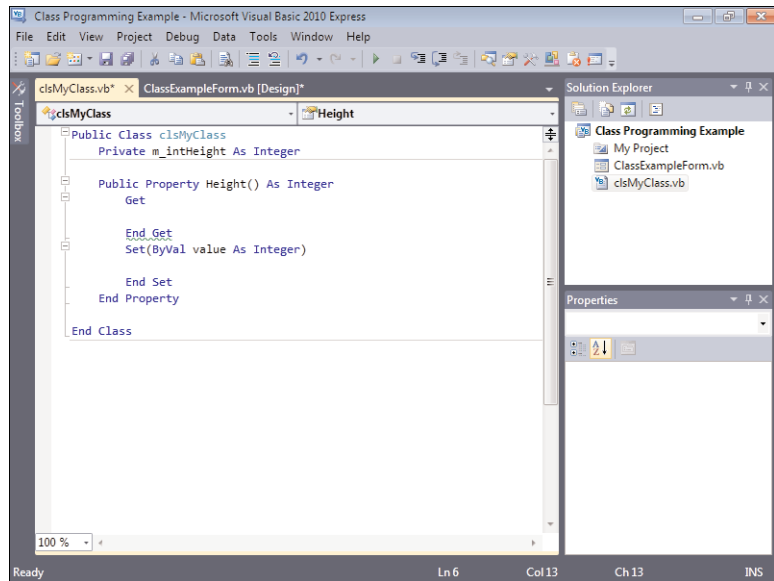 Class Programming Example - Microsoft Visual Basic 2010 Express
File Edit View Project Debug Data Tools Window Help
clsMyClass.vb* ClassExampleForm.vb [Design]*
Toolbox
clsMyClass Height
Public Class clsMyClass
Private m_intHeight As Integer
Public Property Height() As Integer
Get
End Get
Set(ByVal value As Integer)
End Set
End Property
End Class
100 %
Solution Explorer
Class Programming Example
My Project
ClassExampleForm.vb
clsMyClass.vb
Properties
Ready Ln 6 Col 13 Ch 13 INS